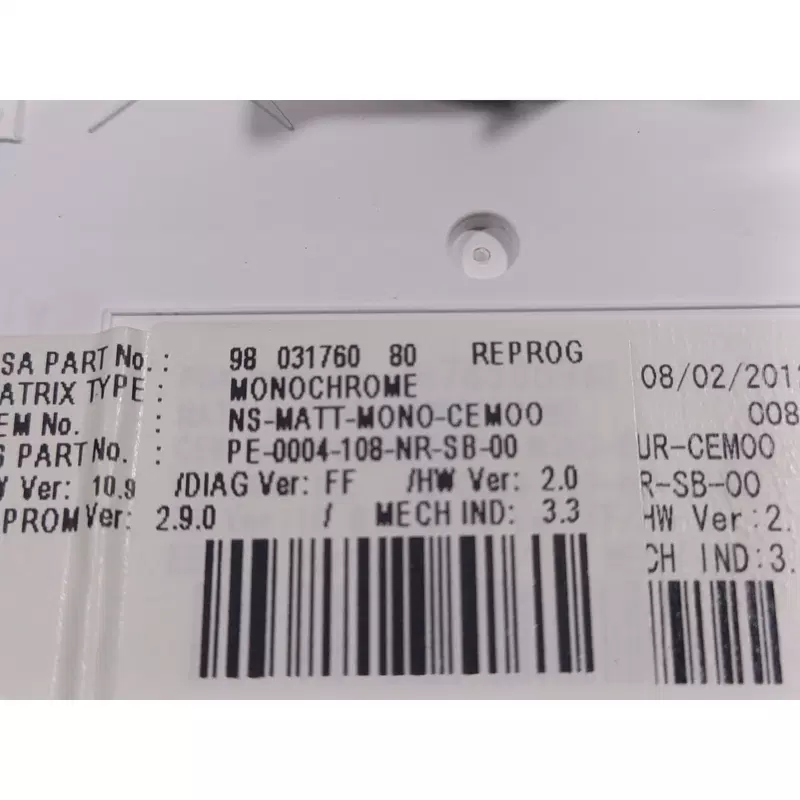 SA PART No. : 98 031760 80 REPROG
ATRIX TYPE : MONOCHROME
EM No. : NS-MATT-MONO-CEM00
S PART No. : PE-0004-108-NR-SB-00
Ver: 10.9 /DIAG Ver: FF /HW Ver: 2.0
PROM Ver: 2.9.0 / MECH IND: 3.3
08/02/201
008
UR-CEM00
R-SB-00
HW Ver:2.
CH IND:3.